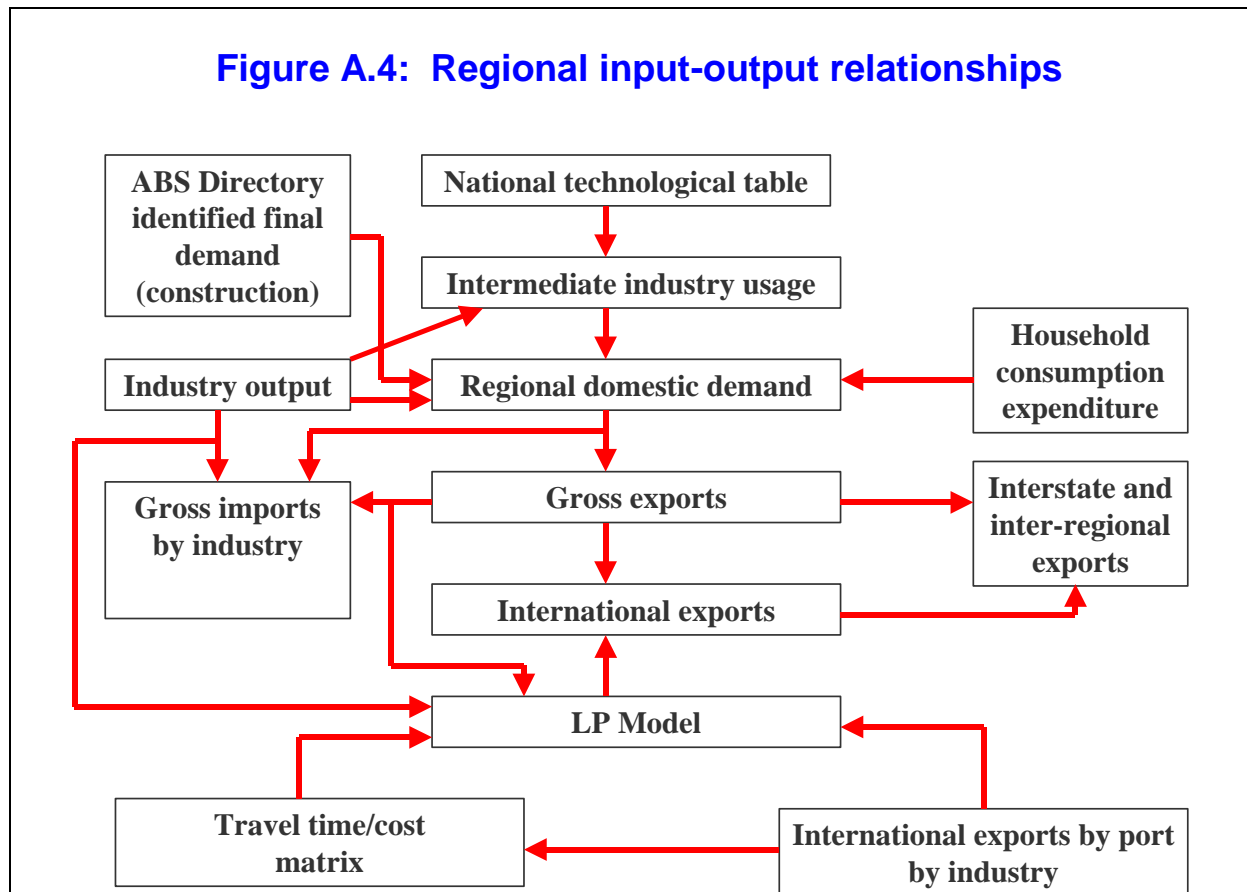 Figure A.4: Regional input-output relationships
ABS Directory
identified final
demand
(construction)
National technological table
Intermediate industry usage
Household
consumption
expenditure
Industry output
Regional domestic demand
Gross imports
by industry
Gross exports
Interstate and
inter-regional
exports
International exports
LP Model
Travel time/cost
matrix
International exports by port
by industry